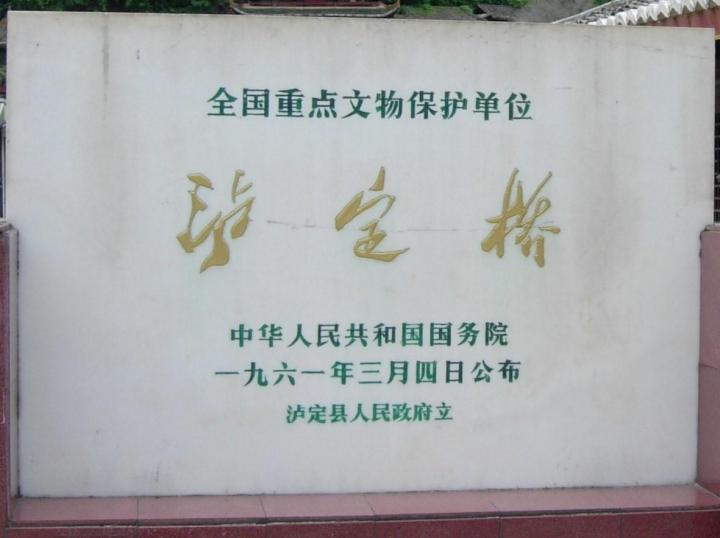 全国重点文物保护单位
泸定桥
中华人民共和国国务院
一九六一年三月四日公布
泸定县人民政府立